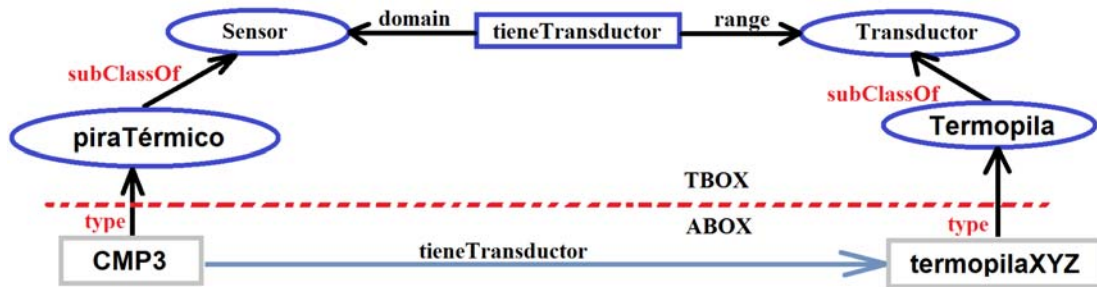 Sensor domain tieneTransductor range Transductor
subClassOf subClassOf
piraTérmico Termopila
TBOX
type ABOX type
CMP3 tieneTransductor termopilaXYZ